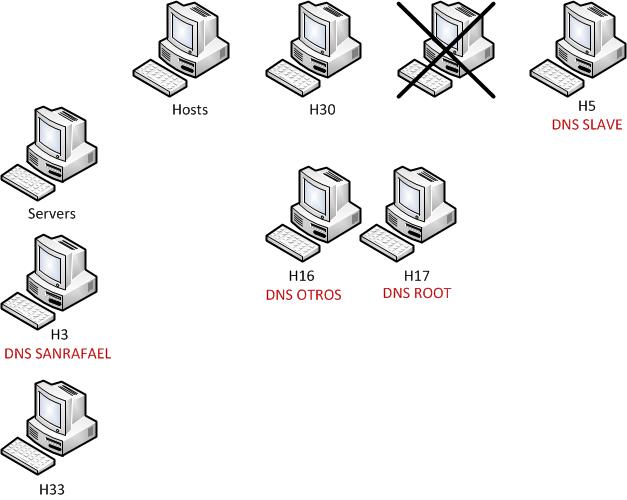 Hosts
H30
H5
DNS SLAVE
Servers
H16
DNS OTROS
H17
DNS ROOT
H3
DNS SANRAFAEL
H33